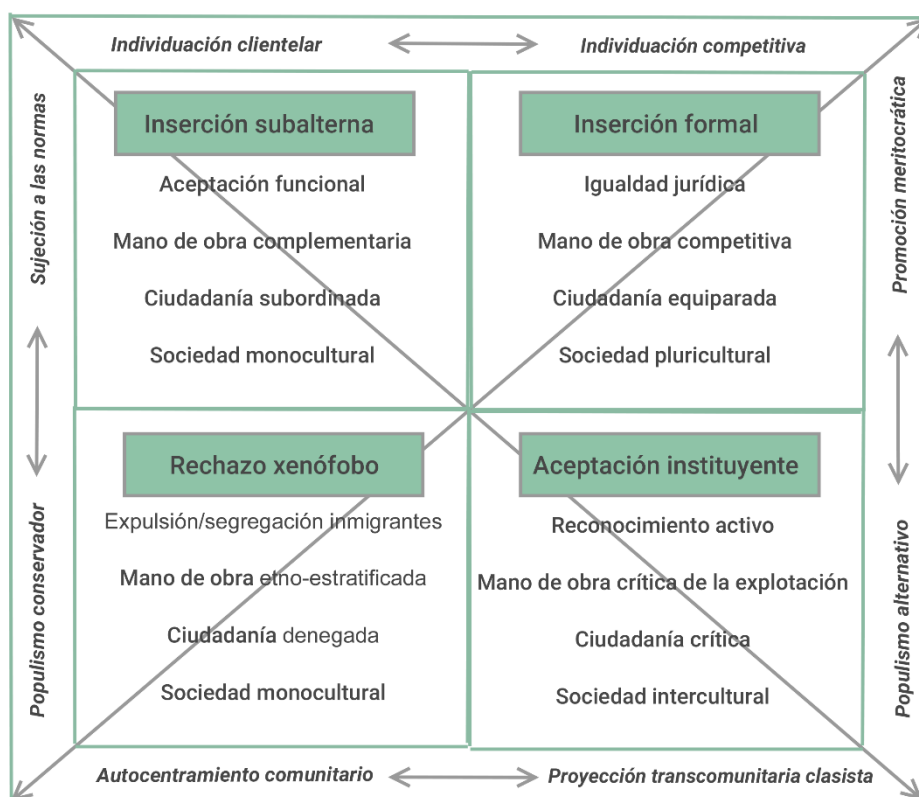 Individuación clientelar
Individuación competitiva
Sujeción a las normas
Inserción subalterna
Aceptación funcional
Mano de obra complementaria
Ciudadanía subordinada
Sociedad monocultural
Inserción formal
Igualdad jurídica
Mano de obra competitiva
Ciudadanía equiparada
Sociedad pluricultural
Promoción meritocrática
Populismo conservador
Rechazo xenófobo
Expulsión/segregación inmigrantes
Mano de obra etno-estratificada
Ciudadanía denegada
Sociedad monocultural
Aceptación instituyente
Reconocimiento activo
Mano de obra crítica de la explotación
Ciudadanía crítica
Sociedad intercultural
Populismo alternativo
Autocentramiento comunitario
Proyección transcomunitaria clasista